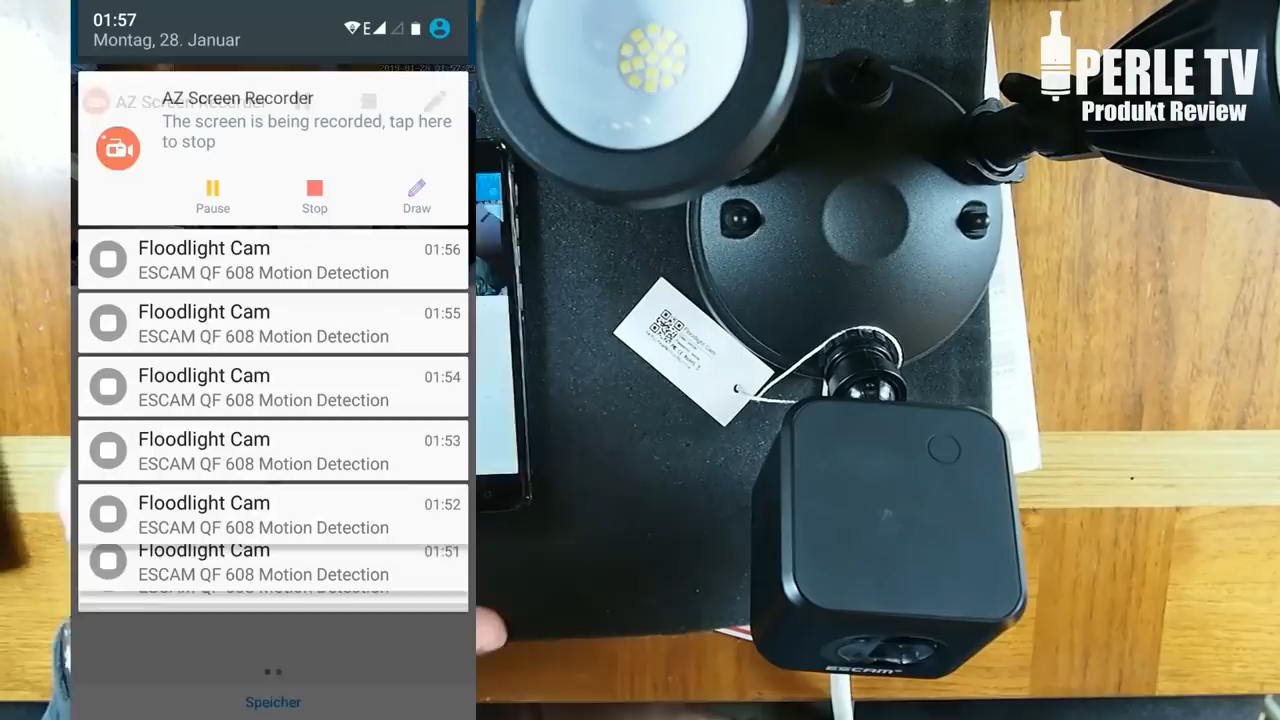 01:57
Montag, 28. Januar
E
PERLE TV
Produkt Review
AZ Screen Recorder
The screen is being recorded, tap here
to stop
Pause
Stop
Draw
Floodlight Cam
01:56
ESCAM QF 608 Motion Detection
Floodlight Cam
01:55
ESCAM QF 608 Motion Detection
Floodlight Cam
01:54
ESCAM QF 608 Motion Detection
Floodlight Cam
01:53
ESCAM QF 608 Motion Detection
Floodlight Cam
01:52
ESCAM QF 608 Motion Detection
Floodlight Cam
01:51
ESCAM QF 608 Motion Detection
Speicher
Floodlight Cam
ESCAM